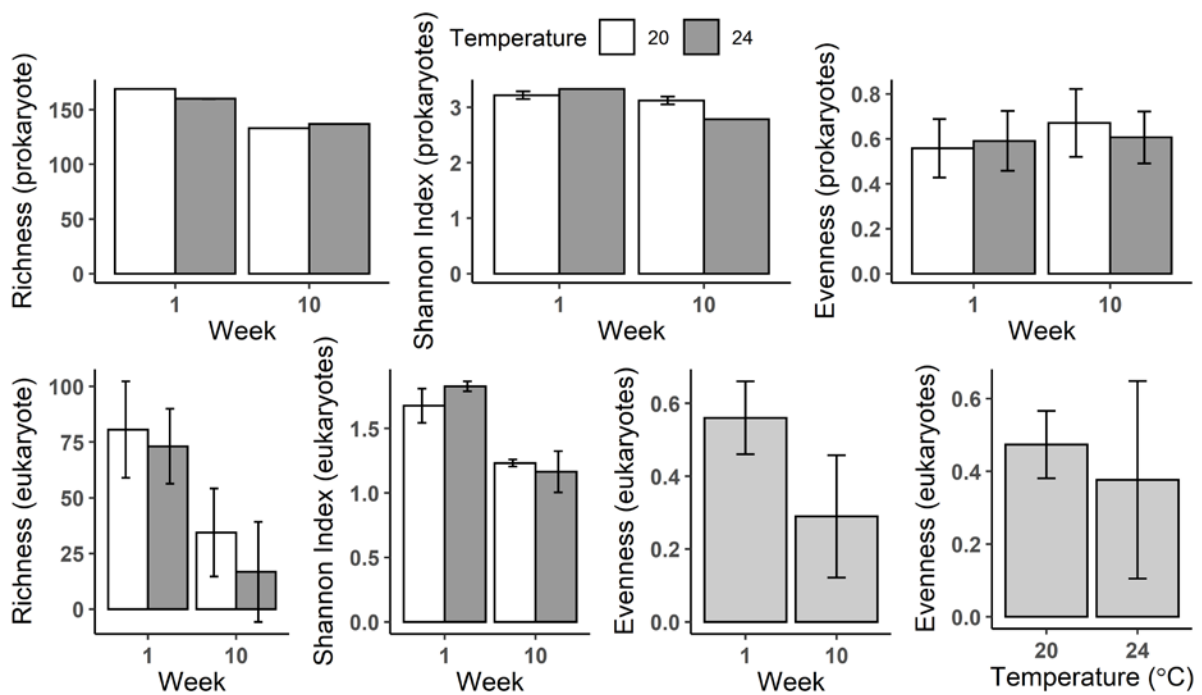 Temperature 20 24
Richness (prokaryote)
150
100
50
0
1 10
Week
Shannon Index (prokaryotes)
3
2
1
0
1 10
Week
Evenness (prokaryotes)
0.8
0.6
0.4
0.2
0.0
1 10
Week
Richness (eukaryote)
100
75
50
25
0
1 10
Week
Shannon Index (eukaryotes)
1.5
1.0
0.5
0.0
1 10
Week
Evenness (eukaryotes)
0.6
0.4
0.2
0.0
1 10
Week
Evenness (eukaryotes)
0.6
0.4
0.2
0.0
20 24
Temperature (°C)